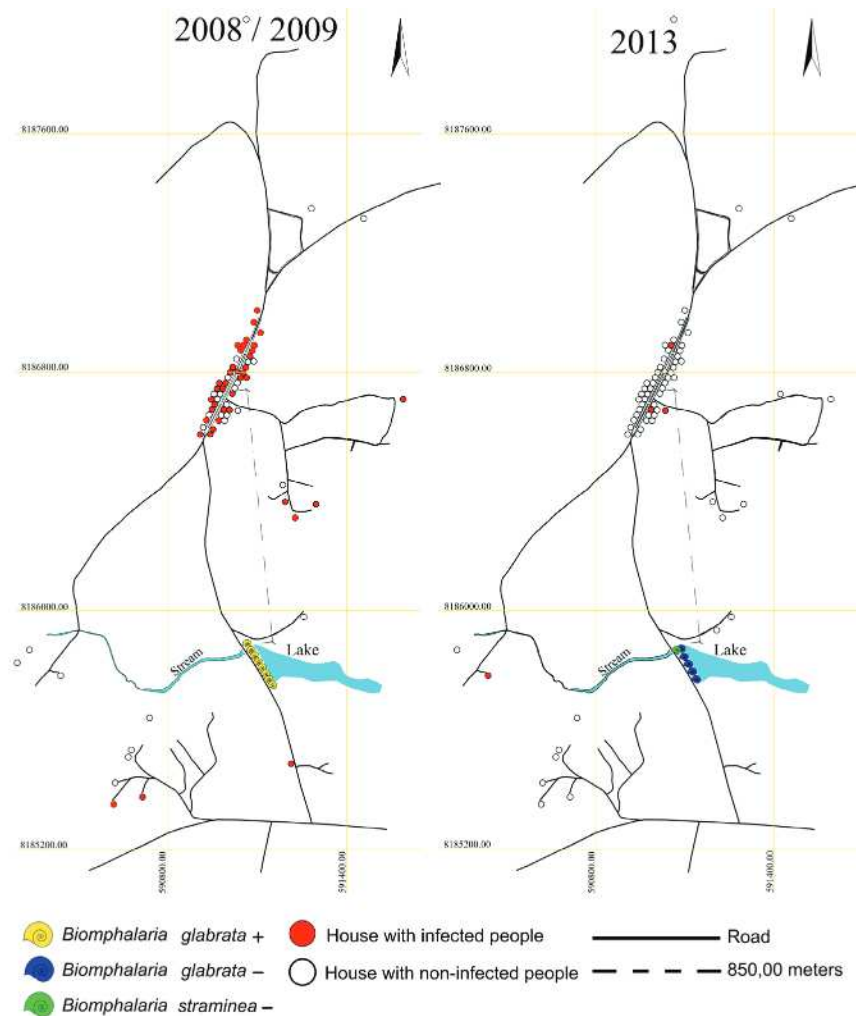 2008 / 2009
2013
8187600.00
8187600.00
8186800.00
8186800.00
8186000.00
8186000.00
Lake
Stream
Lake
Stream
8185200.00
8185200.00
590800.00
591400.00
590800.00
591400.00
Biomphalaria glabrata +
House with infected people
Road
Biomphalaria glabrata –
House with non-infected people
850,00 meters
Biomphalaria straminea –